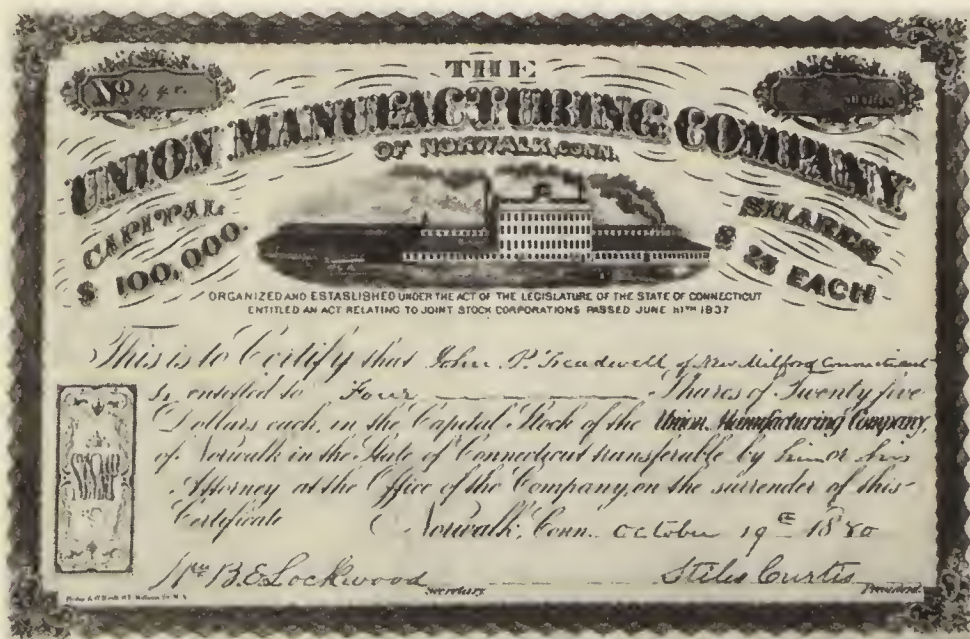 No
SHARES
THE
UNION MANUFACTURING COMPANY
OF NORWALK, CONN.
CAPITAL
$ 100,000.
SHARES
$ 25 EACH
ORGANIZED AND ESTABLISHED UNDER THE ACT OF THE LEGISLATURE OF THE STATE OF CONNECTICUT
ENTITLED AN ACT RELATING TO JOINT STOCK CORPORATIONS PASSED JUNE 10TH 1837
This is to Certify that John P. Treadwell of New Milford Connecticut
is entitled to Four Shares of Twenty five
Dollars each, in the Capital Stock of the Union Manufacturing Company,
of Norwalk in the State of Connecticut transferable by him or his
Attorney at the Office of the Company, on the surrender of this
Certificate Norwalk, Conn. October 19th 1880
Wm B. E. Lockwood Stiles Curtis
Secretary. President.